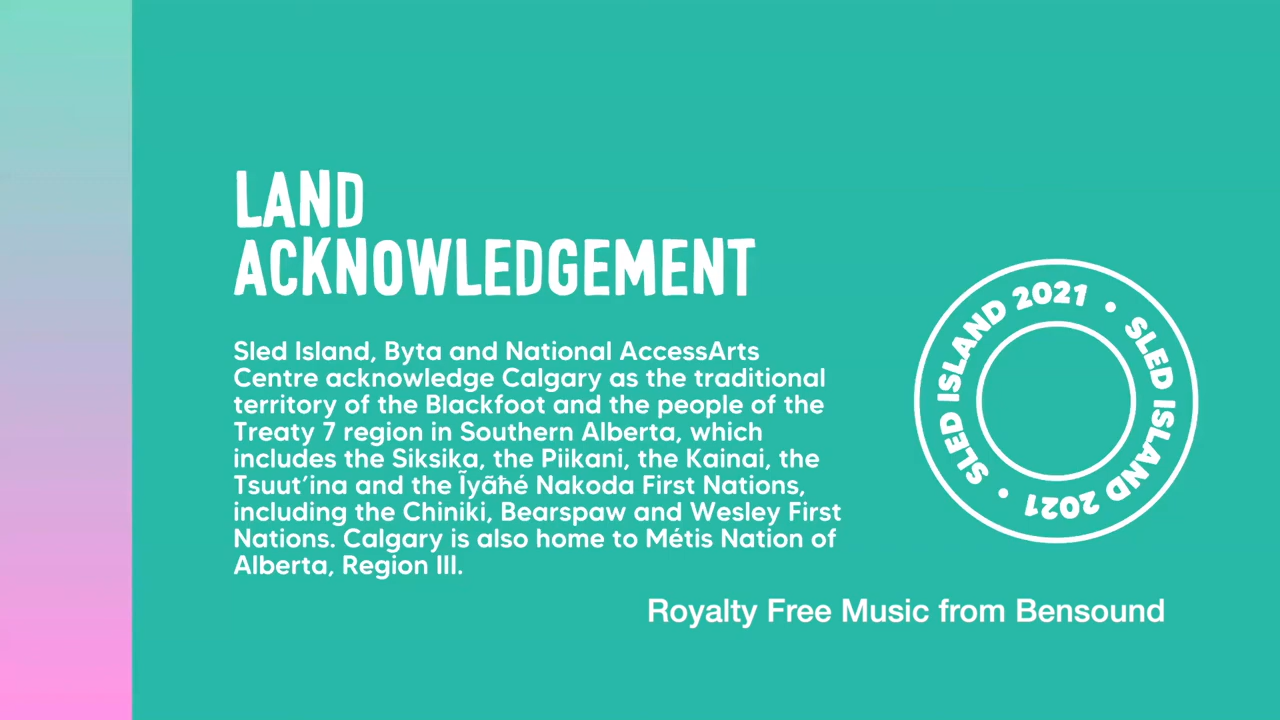 LAND
ACKNOWLEDGEMENT
Sled Island, Byta and National AccessArts
Centre acknowledge Calgary as the traditional
territory of the Blackfoot and the people of the
Treaty 7 region in Southern Alberta, which
includes the Siksika, the Piikani, the Kainai, the
Tsuut’ina and the Ĩyãħé Nakoda First Nations,
including the Chiniki, Bearspaw and Wesley First
Nations. Calgary is also home to Métis Nation of
Alberta, Region III.
SLED ISLAND 2021 • SLED ISLAND 2021 •
Royalty Free Music from Bensound